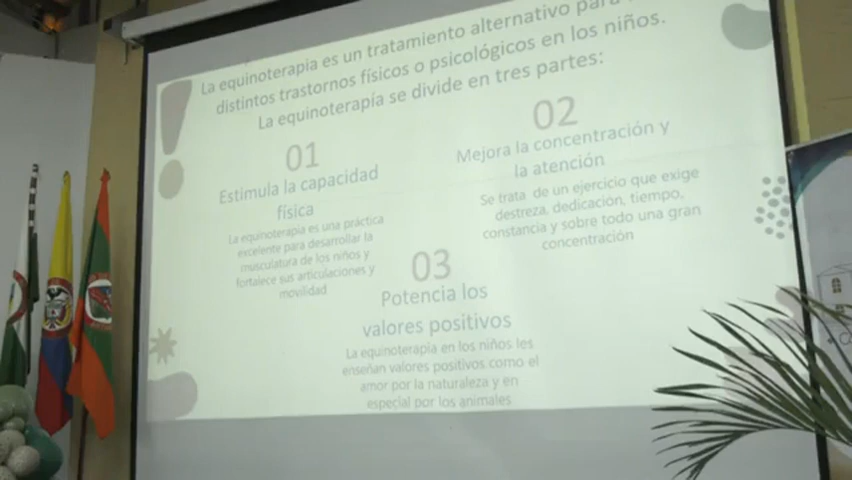 La equinoterapia es un tratamiento alternativo para
distintos trastornos físicos o psicológicos en los niños.
La equinoterapia se divide en tres partes:
01
Estimula la capacidad
física
La equinoterapia es una práctica
excelente para desarrollar la
musculatura de los niños y
fortalece sus articulaciones y
movilidad
02
Mejora la concentración y
la atención
Se trata de un ejercicio que exige
destreza, dedicación, tiempo,
constancia y sobre todo una gran
concentración
03
Potencia los
valores positivos
La equinoterapia en los niños les
enseñan valores positivos como el
amor por la naturaleza y en
especial por los animales